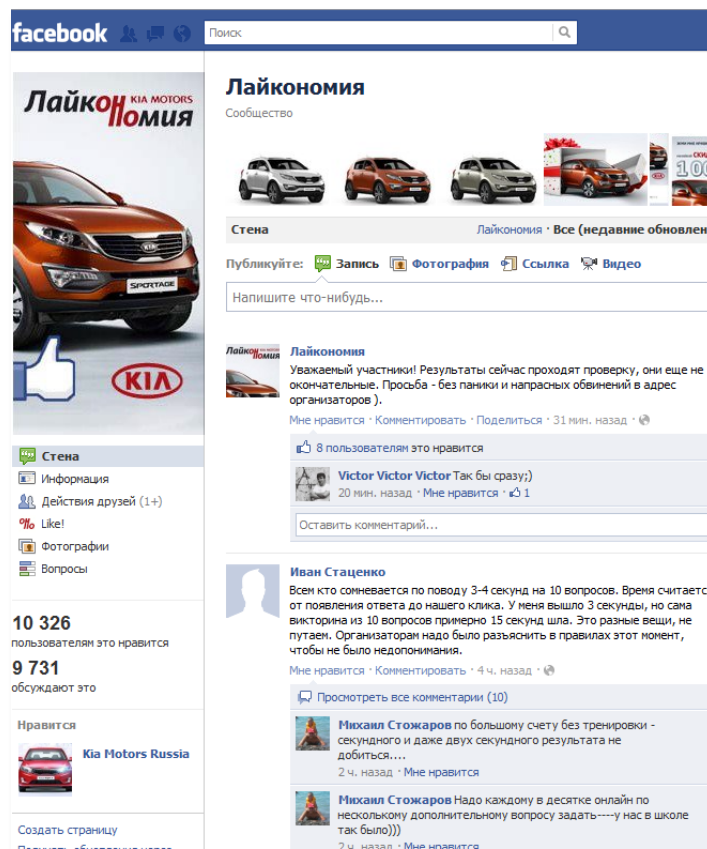 facebook
Поиск
Лайкономия
KIA MOTORS
SPORTAGE
KIA
Стена
Информация
Действия друзей (1+)
Like!
Фотографии
Вопросы
10 326
пользователям это нравится
9 731
обсуждают это
Нравится
Kia Motors Russia
Создать страницу
Лайкономия
Сообщество
Стена
Лайкономия · Все (недавние обновлен
Публикуйте: Запись Фотография Ссылка Видео
Напишите что-нибудь...
Лайкономия
Уважаемый участники! Результаты сейчас проходят проверку, они еще не
окончательные. Просьба - без паники и напрасных обвинений в адрес
организаторов ).
Мне нравится · Комментировать · Поделиться · 31 мин. назад ·
8 пользователям это нравится
Victor Victor Victor Так бы сразу;)
20 мин. назад · Мне нравится · 1
Оставить комментарий...
Иван Стаценко
Всем кто сомневается по поводу 3-4 секунд на 10 вопросов. Время считаетс
от появления ответа до нашего клика. У меня вышло 3 секунды, но сама
викторина из 10 вопросов примерно 15 секунд шла. Это разные вещи, не
путаем. Организаторам надо было разъяснить в правилах этот момент,
чтобы не было недопонимания.
Мне нравится · Комментировать · 4 ч. назад ·
Просмотреть все комментарии (10)
Михаил Стожаров по большому счету без тренировки -
секундного и даже двух секундного результата не
добиться....
2 ч. назад · Мне нравится
Михаил Стожаров Надо каждому в десятке онлайн по
несколькому дополнительному вопросу задать----у нас в школе
так было)))
2 ч. назад · Мне нравится